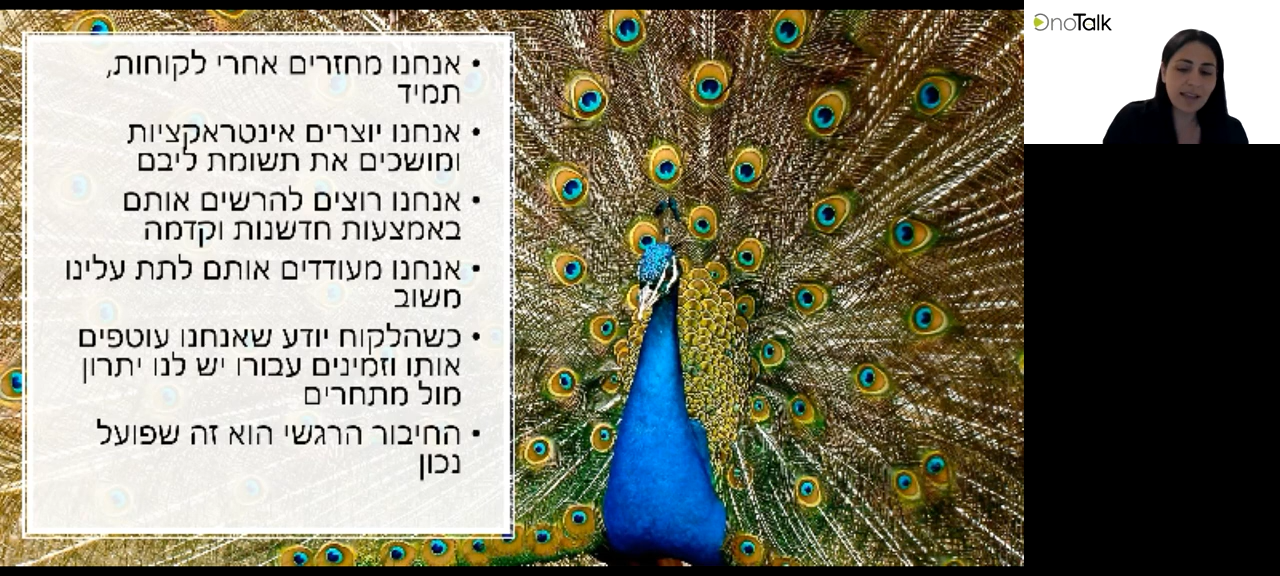 • אנחנו מחזרים אחרי לקוחות,
תמיד
• אנחנו יוצרים אינטראקציות
ומושכים את תשומת ליבם
• אנחנו רוצים להרשים אותם
באמצעות חדשנות וקדמה
• אנחנו מעודדים אותם לתת עלינו
משוב
• כשהלקוח יודע שאנחנו עוטפים
אותו וזמינים עבורו יש לנו יתרון
מול מתחרים
• החיבור הרגשי הוא זה שפועל
נכון
OnoTalk